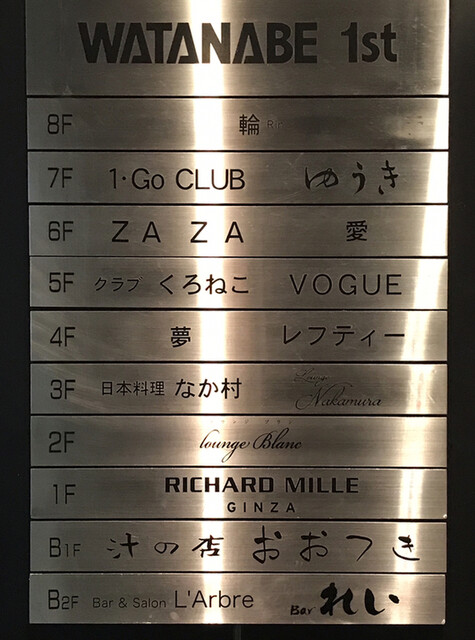 WATANABE 1st
8F 輪 Rin
7F 1・Go CLUB ゆうき
6F ZA ZA 愛
5F クラブ くろねこ VOGUE
4F 夢 レフティー
3F 日本料理 なか村 Lounge Nakamura
2F lounge Blanc
1F RICHARD MILLE
GINZA
B1F 汁の店 おおつき
B2F Bar & Salon L'Arbre Bar れい